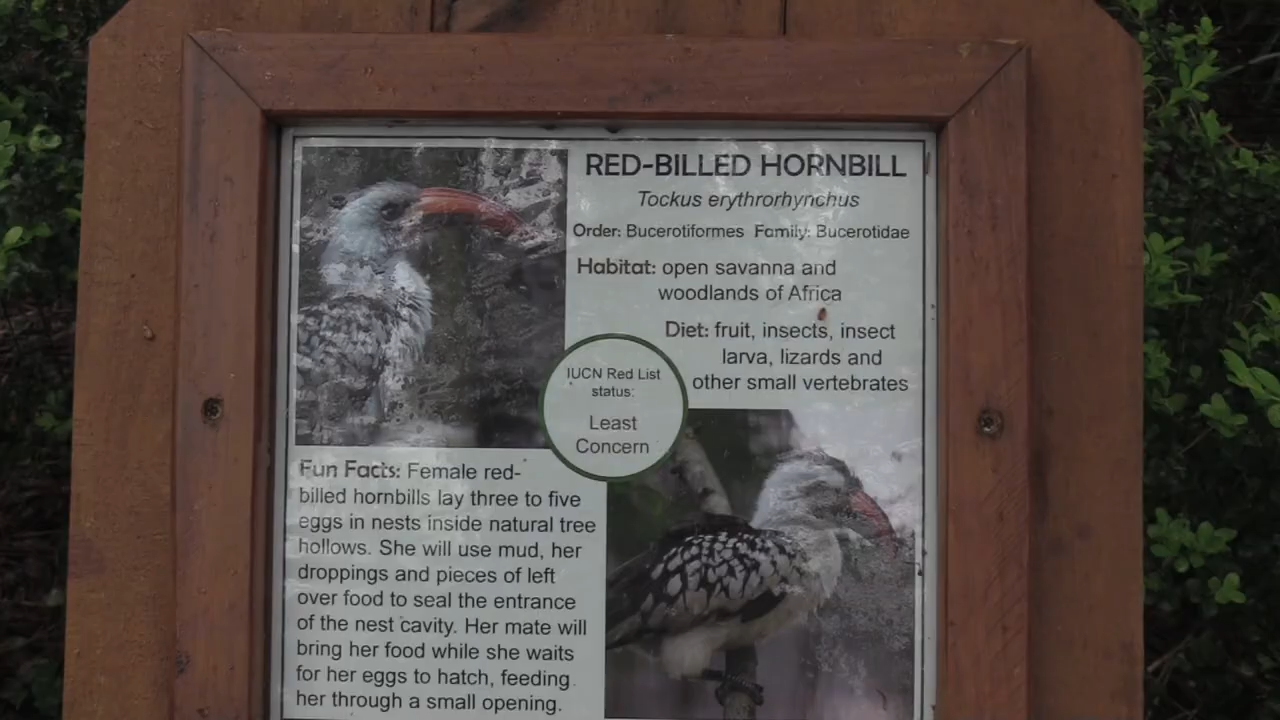 RED-BILLED HORNBILL
Tockus erythrorhynchus
Order: Bucerotiformes Family: Bucerotidae
Habitat: open savanna and
woodlands of Africa
Diet: fruit, insects, insect
larva, lizards and
other small vertebrates
IUCN Red List
status:
Least
Concern
Fun Facts: Female red-
billed hornbills lay three to five
eggs in nests inside natural tree
hollows. She will use mud, her
droppings and pieces of left
over food to seal the entrance
of the nest cavity. Her mate will
bring her food while she waits
for her eggs to hatch, feeding
her through a small opening.